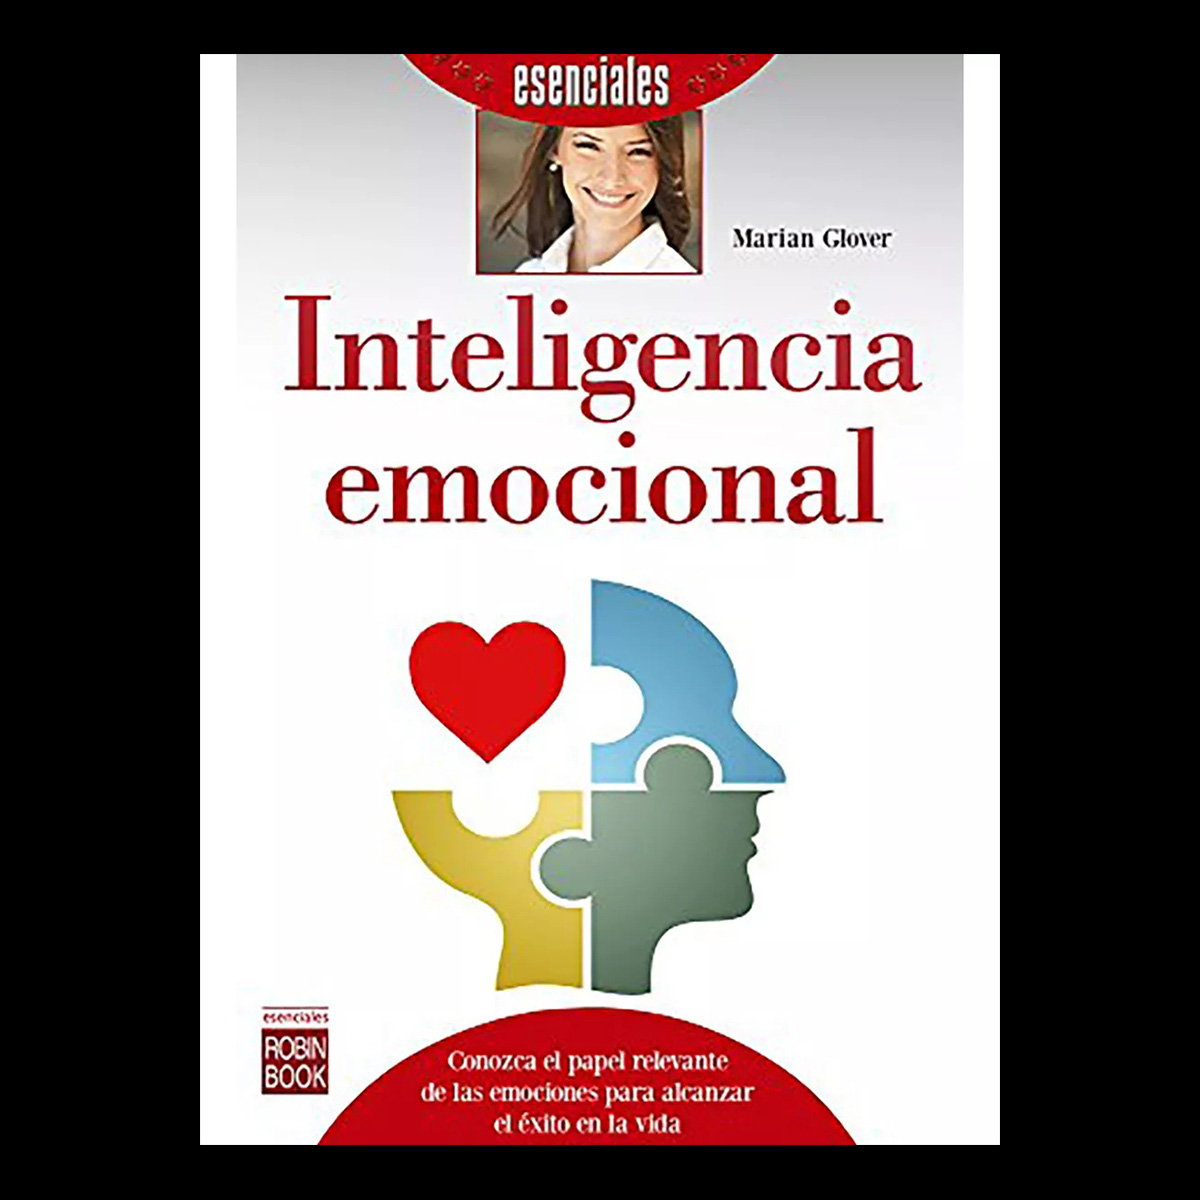 esenciales
Marian Glover
Inteligencia
emocional
esenciales
ROBIN
BOOK
Conozca el papel relevante
de las emociones para alcanzar
el éxito en la vida